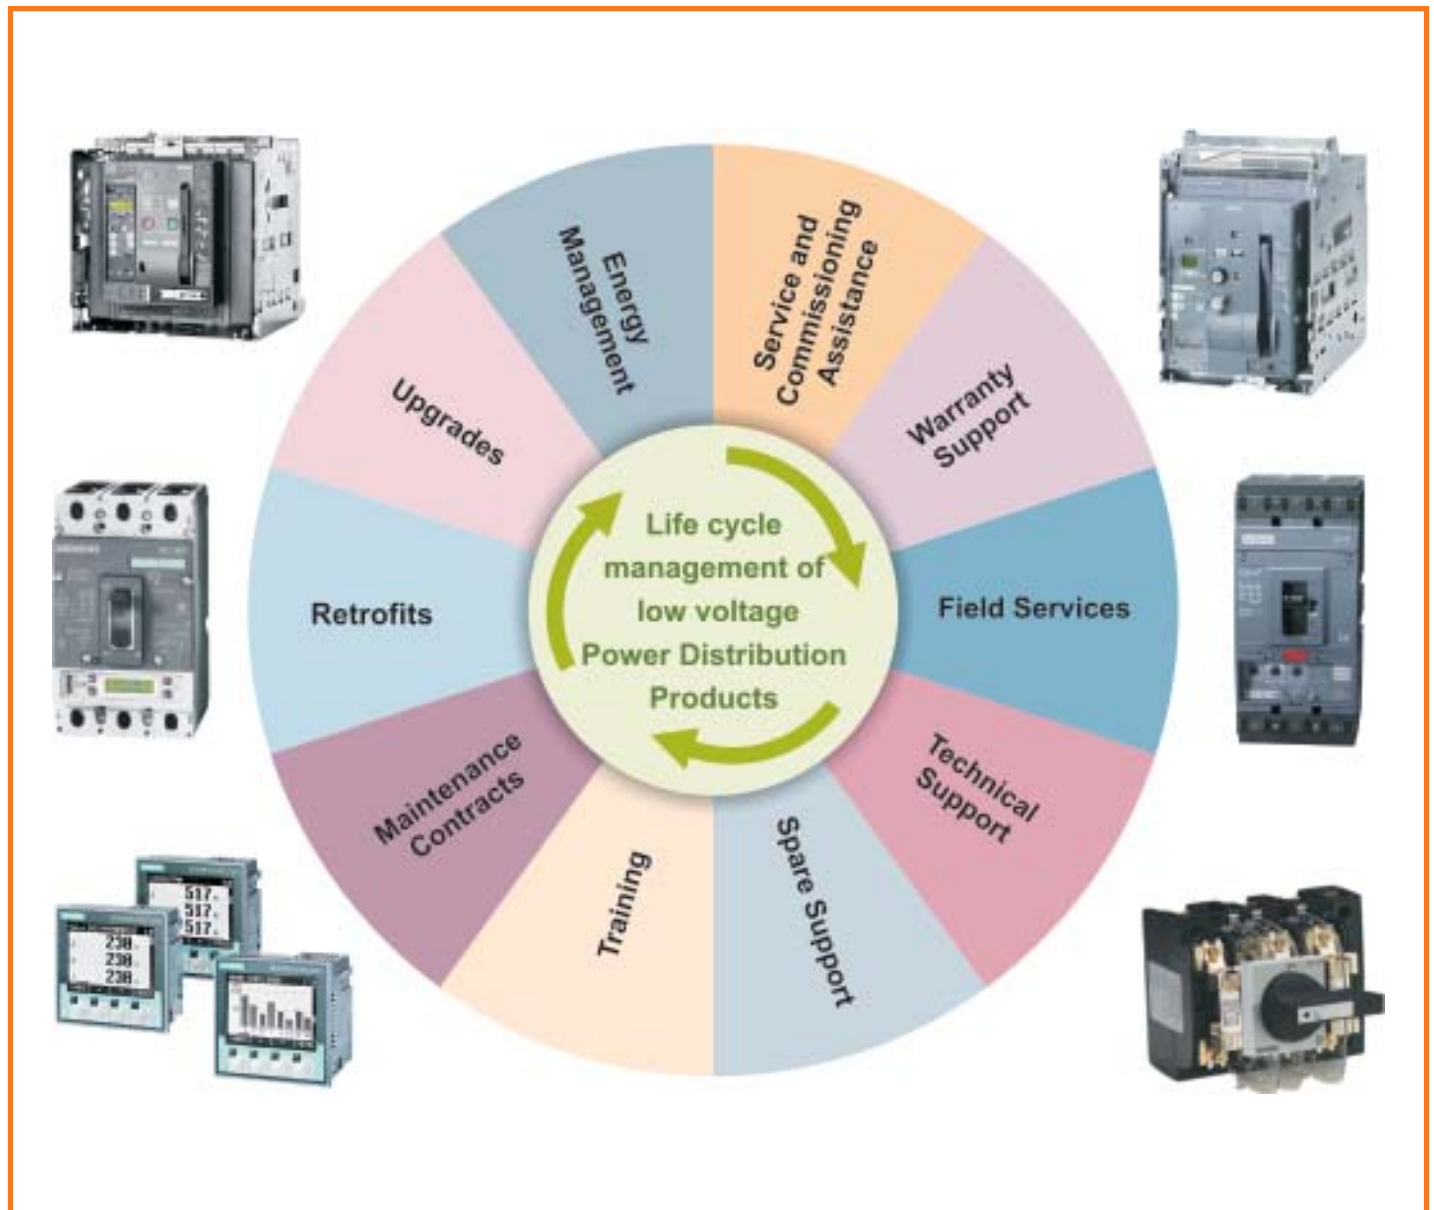 Energy
Management
Service and
Commissioning
Assistance
Upgrades
Warranty
Support
Retrofits
Life cycle
management of
low voltage
Power Distribution
Products
Field Services
Maintenance
Contracts
Technical
Support
Training
Spare Support
517
517
517
238
238
238